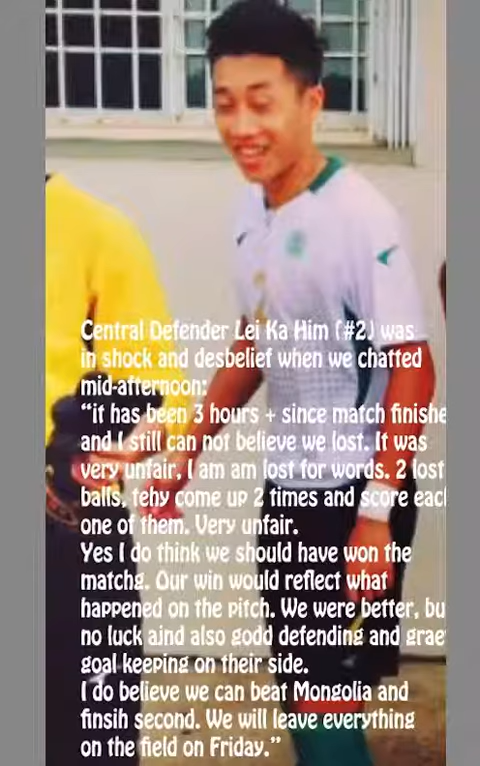 Central Defender Lei Ka Him (#2) was
in shock and desbelief when we chatted
mid-afternoon:
"it has been 3 hours + since match finishe
and I still can not believe we lost. It was
very unfair, I am am lost for words. 2 lost
balls, tehy come up 2 times and score eacl
one of them. Very unfair.
Yes I do think we should have won the
matchg. Our win would reflect what
happened on the pitch. We were better, bu
no luck aind also godd defending and grae
goal keeping on their side.
I do believe we can beat Mongolia and
finsih second. We will leave everything
on the field on Friday."